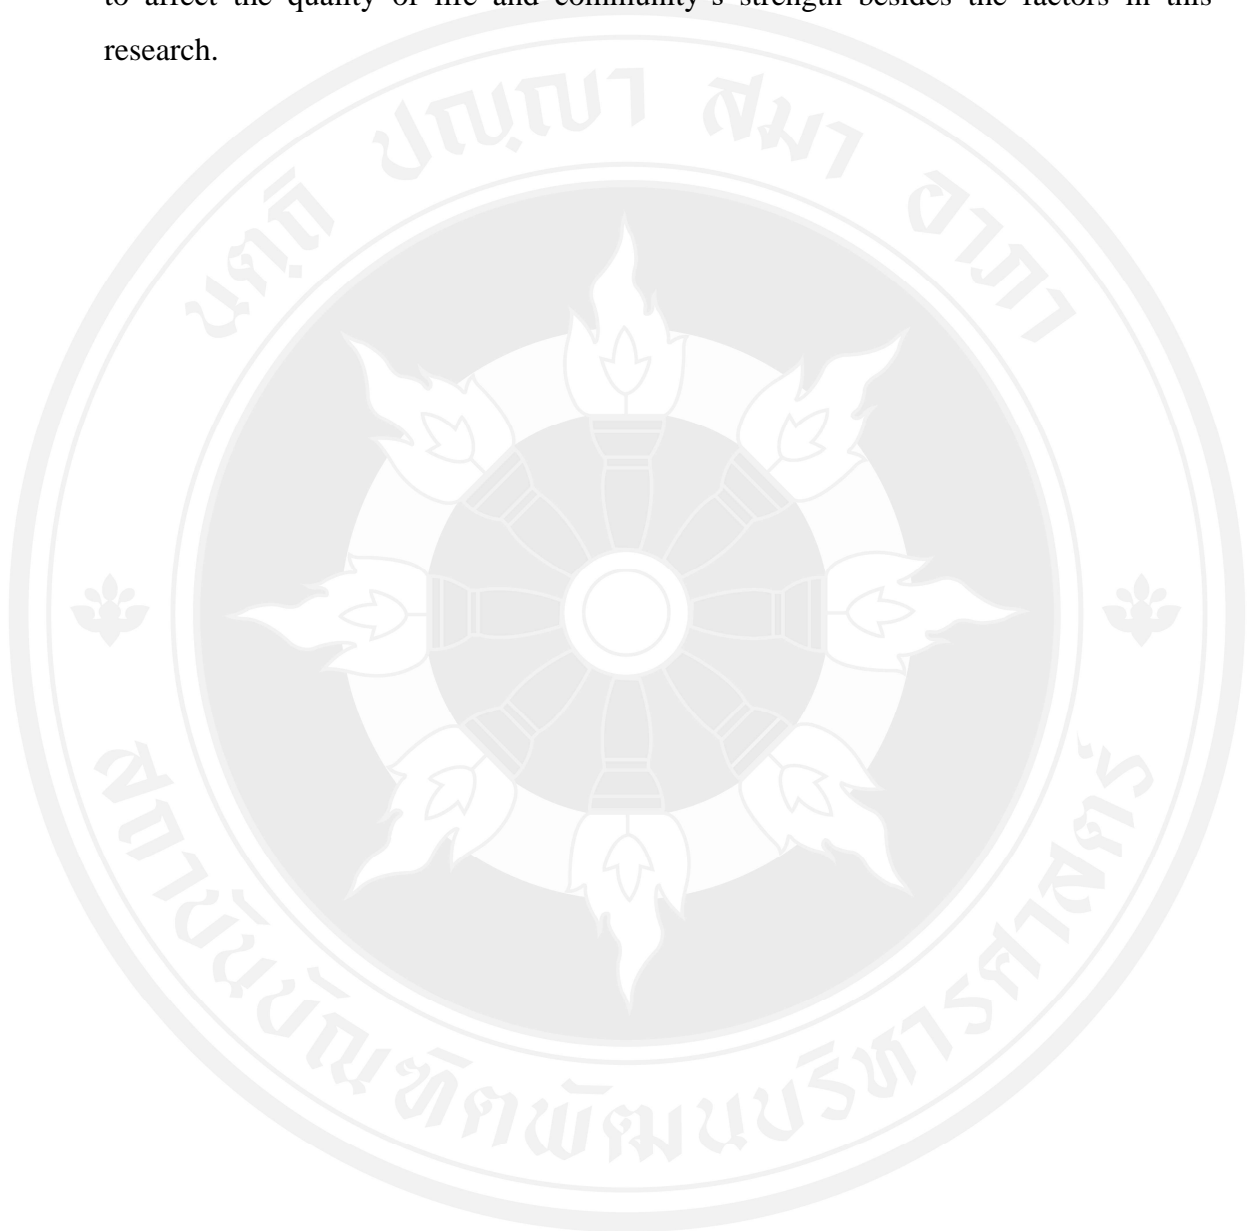 to affect the quality of life and community's strength besides the factors in this
research.
นตฺถิ ปญฺญา สมา อาภา
สถาบันบัณฑิตพัฒนบริหารศาสตร์